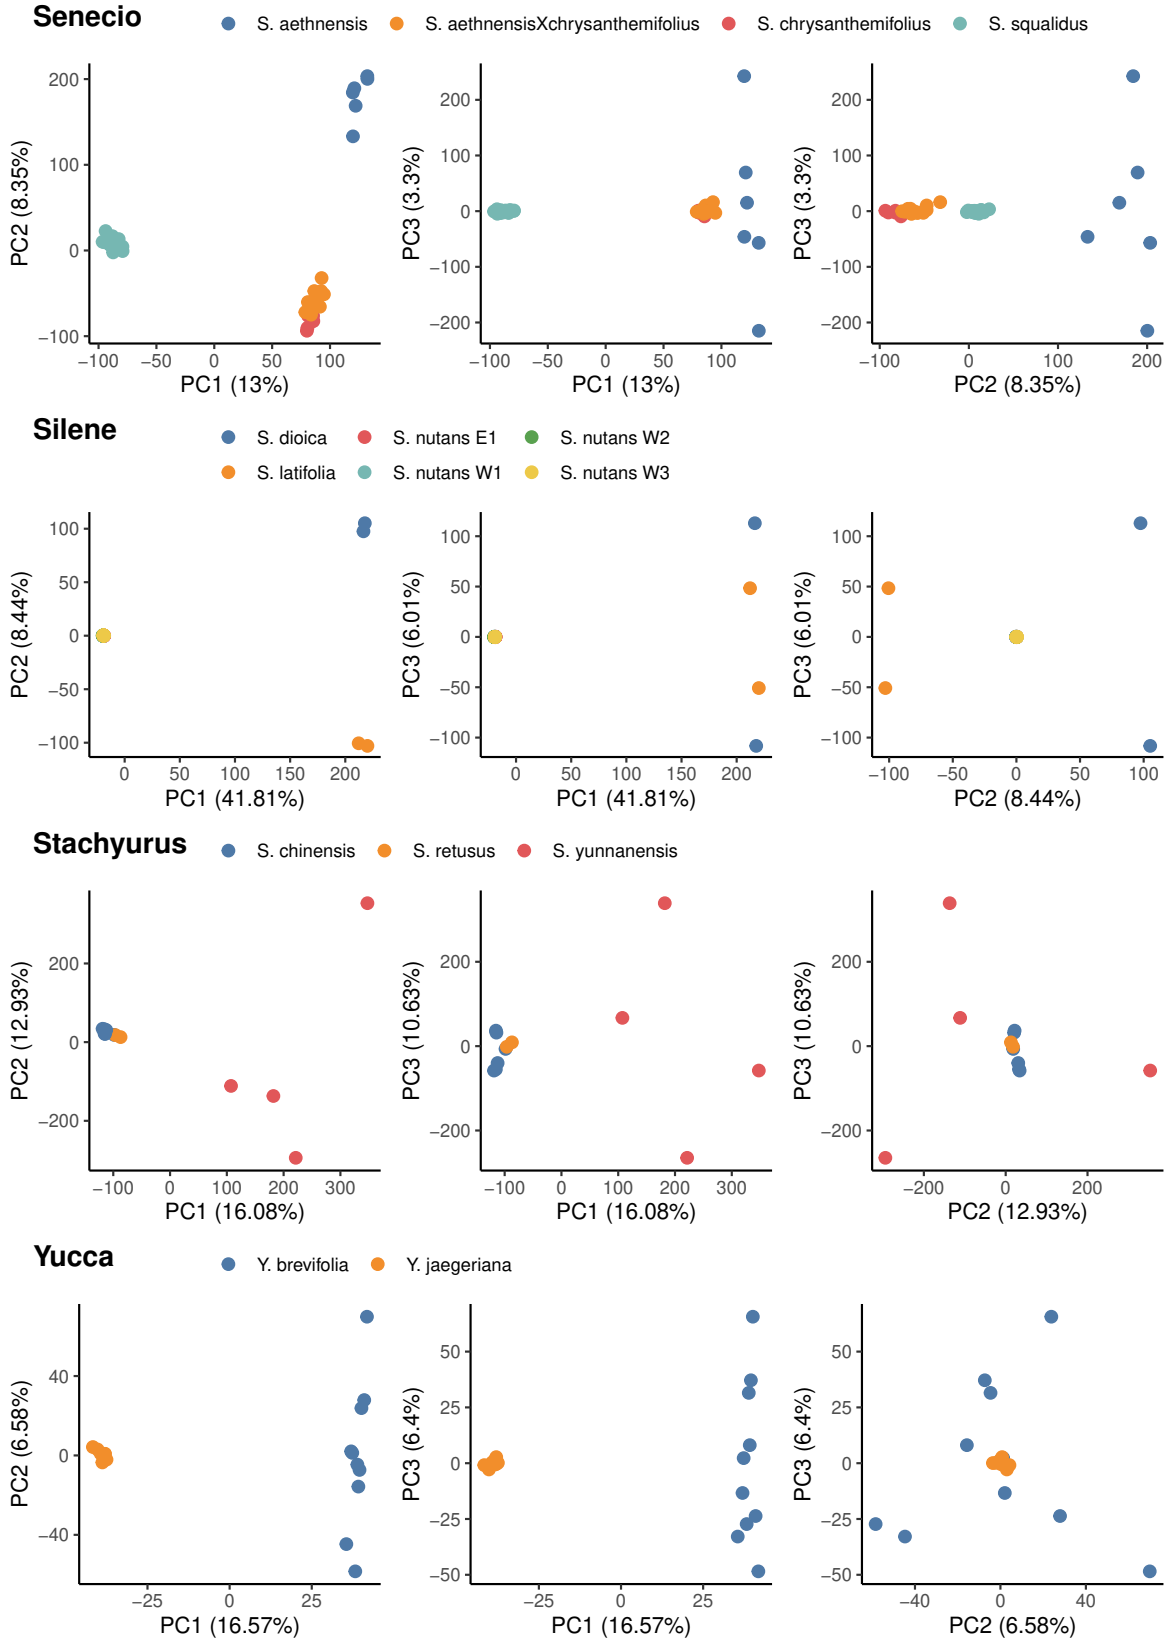 Senecio
S. aethnensis S. aethnensisXchrysanthemifolius S. chrysanthemifolius S. squalidus
200
100
0
−100
PC2 (8.35%)
−100 −50 0 50 100
PC1 (13%)
200
100
0
−100
−200
PC3 (3.3%)
−100 −50 0 50 100
PC1 (13%)
200
100
0
−100
−200
PC3 (3.3%)
−100 0 100 200
PC2 (8.35%)
Silene
S. dioica S. nutans E1 S. nutans W2
S. latifolia S. nutans W1 S. nutans W3
100
50
0
−50
−100
PC2 (8.44%)
0 50 100 150 200
PC1 (41.81%)
100
50
0
−50
−100
PC3 (6.01%)
0 50 100 150 200
PC1 (41.81%)
100
50
0
−50
−100
PC3 (6.01%)
−100 −50 0 50 100
PC2 (8.44%)
Stachyurus
S. chinensis S. retusus S. yunnanensis
200
0
−200
PC2 (12.93%)
−100 0 100 200 300
PC1 (16.08%)
200
0
−200
PC3 (10.63%)
−100 0 100 200 300
PC1 (16.08%)
200
0
−200
PC3 (10.63%)
−200 0 200
PC2 (12.93%)
Yucca
Y. brevifolia Y. jaegeriana
40
0
−40
PC2 (6.58%)
−25 0 25
PC1 (16.57%)
50
25
0
−25
−50
PC3 (6.4%)
−25 0 25
PC1 (16.57%)
50
25
0
−25
−50
PC3 (6.4%)
−40 0 40
PC2 (6.58%)